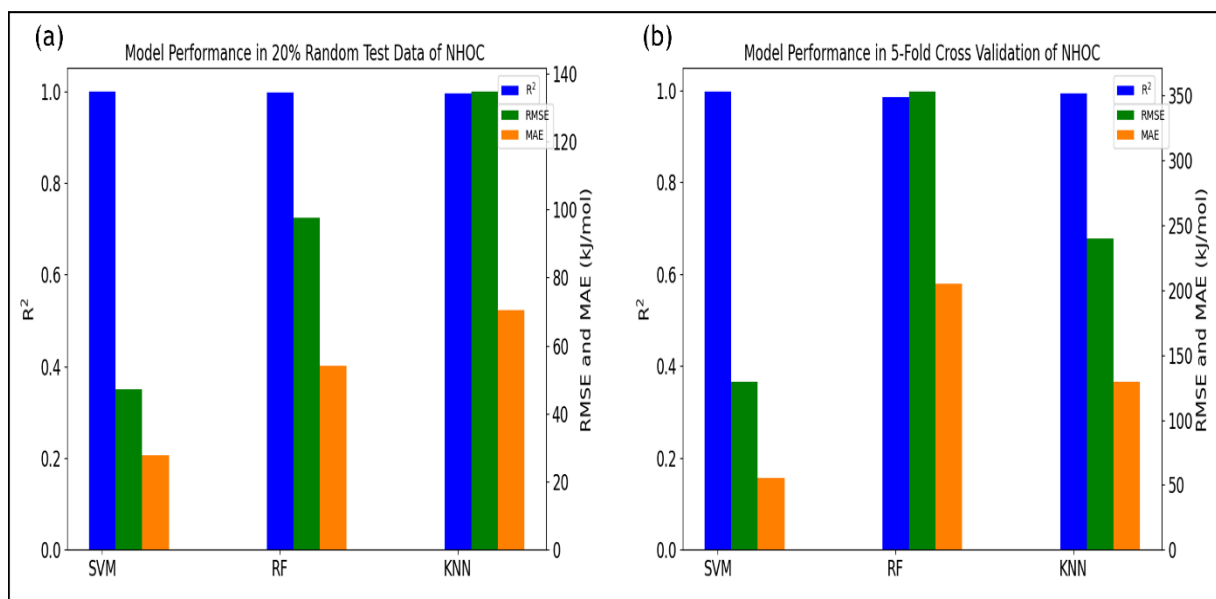 (a)
Model Performance in 20% Random Test Data of NHOC
R²
RMSE
MAE
1.0
0.8
0.6
0.4
0.2
0.0
R²
140
120
100
80
60
40
20
0
RMSE and MAE (kJ/mol)
SVM RF KNN
(b)
Model Performance in 5-Fold Cross Validation of NHOC
R²
RMSE
MAE
1.0
0.8
0.6
0.4
0.2
0.0
R²
350
300
250
200
150
100
50
0
RMSE and MAE (kJ/mol)
SVM RF KNN